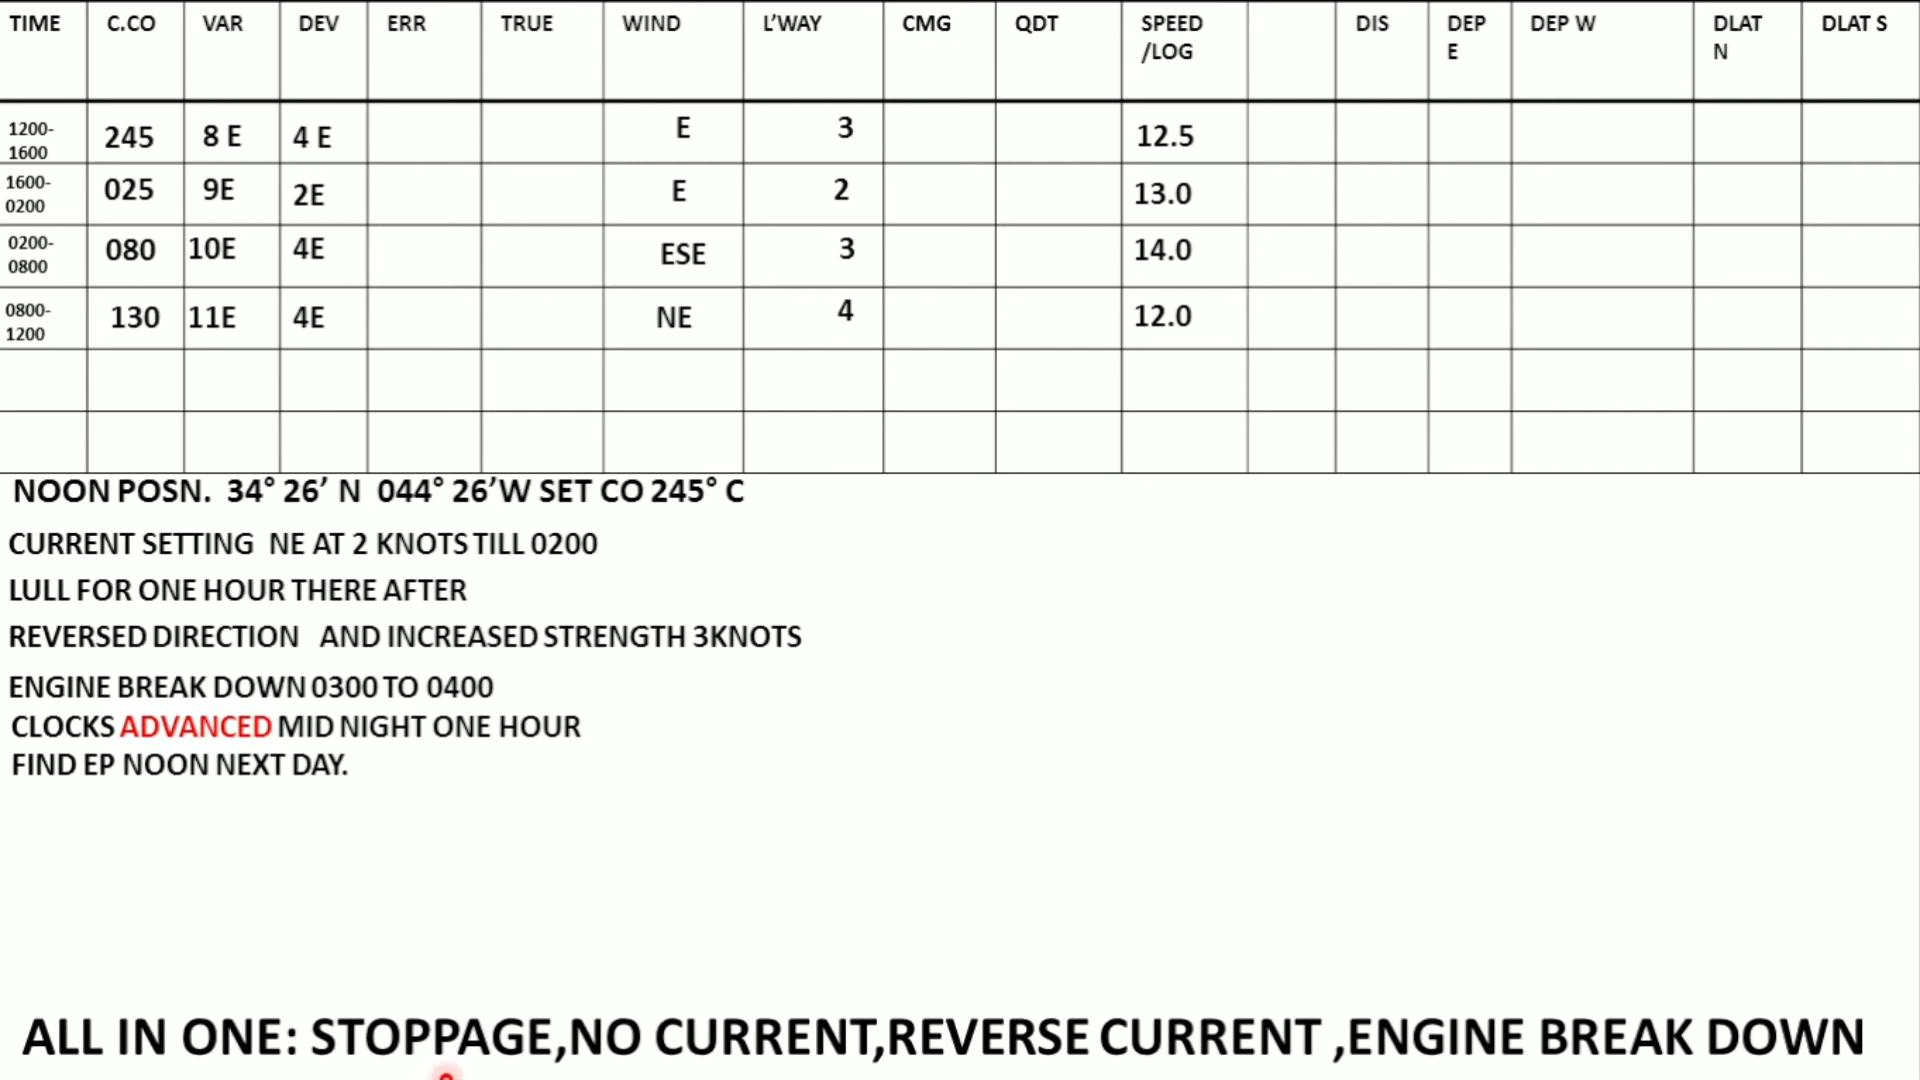 TIME C.CO VAR DEV ERR TRUE WIND L’WAY CMG QDT SPEED /LOG DIS DEP E DEP W DLAT N DLAT S
1200-1600 245 8 E 4 E E 3 12.5
1600-0200 025 9E 2E E 2 13.0
0200-0800 080 10E 4E ESE 3 14.0
0800-1200 130 11E 4E NE 4 12.0
NOON POSN. 34° 26’ N 044° 26’W SET CO 245° C
CURRENT SETTING NE AT 2 KNOTS TILL 0200
LULL FOR ONE HOUR THERE AFTER
REVERSED DIRECTION AND INCREASED STRENGTH 3KNOTS
ENGINE BREAK DOWN 0300 TO 0400
CLOCKS ADVANCED MID NIGHT ONE HOUR
FIND EP NOON NEXT DAY.
ALL IN ONE: STOPPAGE,NO CURRENT,REVERSE CURRENT ,ENGINE BREAK DOWN